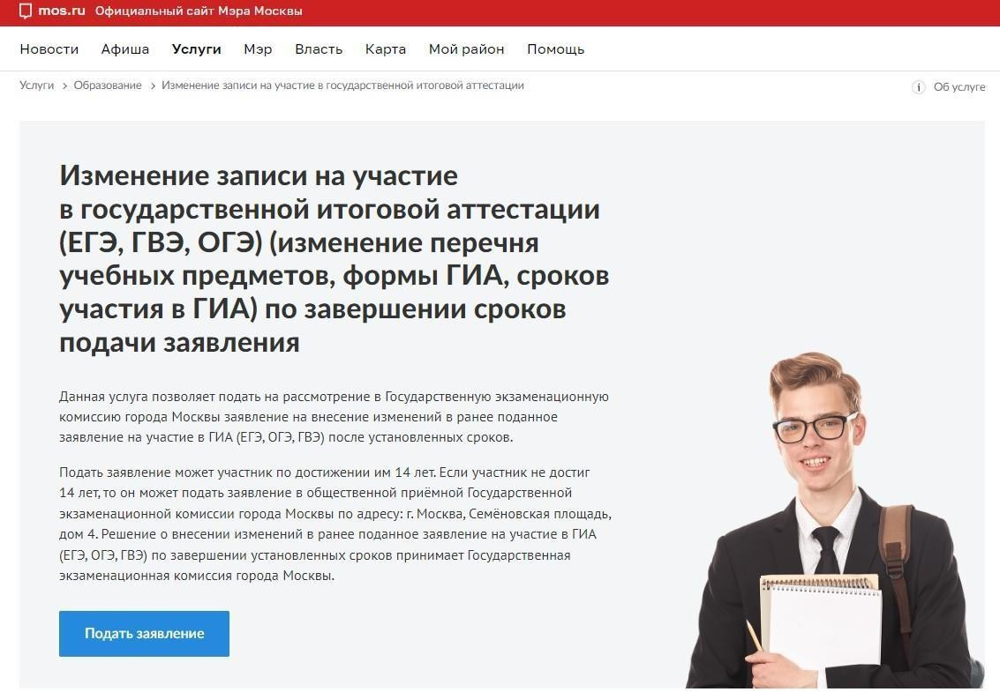 mos.ru Официальный сайт Мэра Москвы
Новости Афиша Услуги Мэр Власть Карта Мой район Помощь
Услуги > Образование > Изменение записи на участие в государственной итоговой аттестации
Об услуге
Изменение записи на участие
в государственной итоговой аттестации
(ЕГЭ, ГВЭ, ОГЭ) (изменение перечня
учебных предметов, формы ГИА, сроков
участия в ГИА) по завершении сроков
подачи заявления
Данная услуга позволяет подать на рассмотрение в Государственную экзаменационную
комиссию города Москвы заявление на внесение изменений в ранее поданное
заявление на участие в ГИА (ЕГЭ, ОГЭ, ГВЭ) после установленных сроков.
Подать заявление может участник по достижении им 14 лет. Если участник не достиг
14 лет, то он может подать заявление в общественной приёмной Государственной
экзаменационной комиссии города Москвы по адресу: г. Москва, Семёновская площадь,
дом 4. Решение о внесении изменений в ранее поданное заявление на участие в ГИА
(ЕГЭ, ОГЭ, ГВЭ) по завершении установленных сроков принимает Государственная
экзаменационная комиссия города Москвы.
Подать заявление